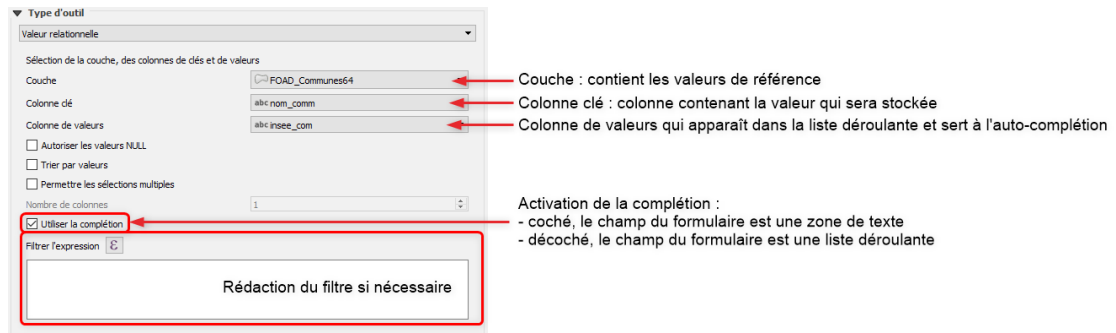 Type d'outil
Valeur relationnelle
Sélection de la couche, des colonnes de clés et de valeurs
Couche
FOAD_Communes64
Couche : contient les valeurs de référence
Colonne clé
abc nom_comm
Colonne clé : colonne contenant la valeur qui sera stockée
Colonne de valeurs
abc insee_com
Colonne de valeurs qui apparaît dans la liste déroulante et sert à l'auto-complétion
Autoriser les valeurs NULL
Trier par valeurs
Permettre les sélections multiples
Nombre de colonnes
1
Utiliser la complétion
Activation de la complétion :
- coché, le champ du formulaire est une zone de texte
- décoché, le champ du formulaire est une liste déroulante
Filtrer l'expression ε
Rédaction du filtre si nécessaire